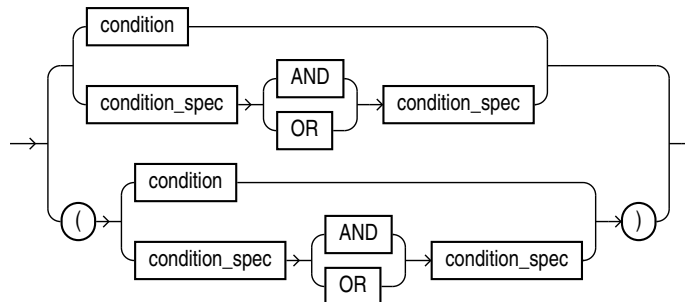 condition
condition_spec AND condition_spec
OR
( condition )
condition_spec AND condition_spec
OR